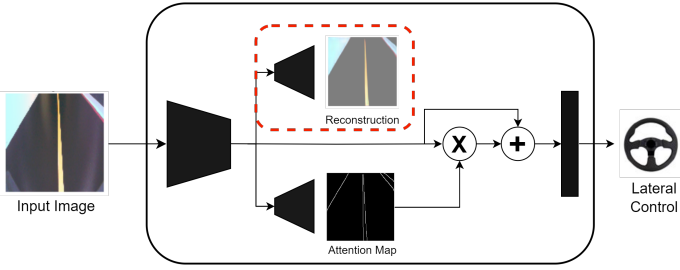 Reconstruction
X
+
Input Image
Lateral
Control
Attention Map